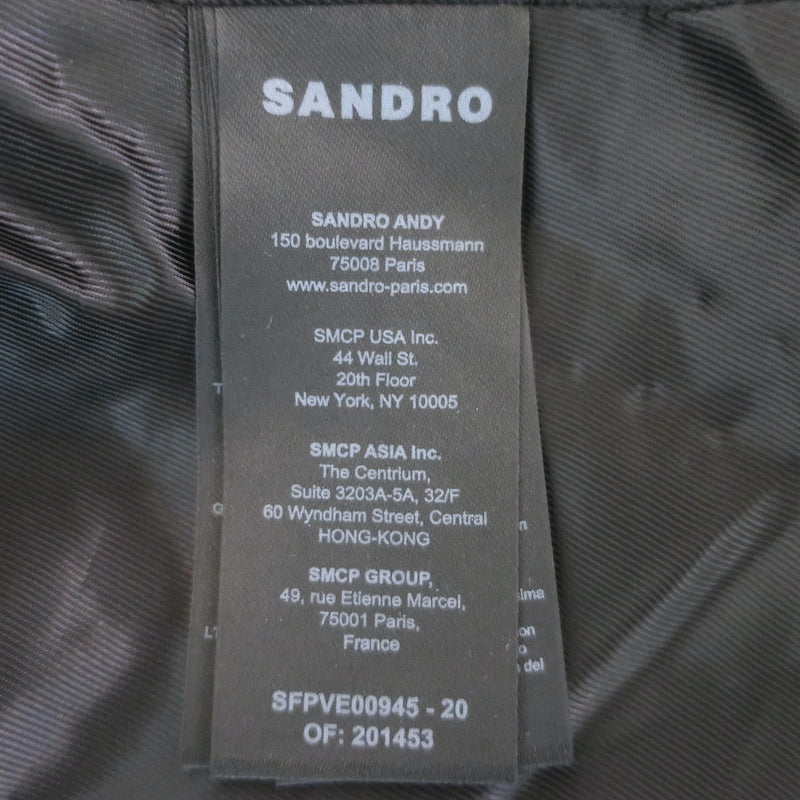 SANDRO
SANDRO ANDY
150 boulevard Haussmann
75008 Paris
www.sandro-paris.com
SMCP USA Inc.
44 Wall St.
20th Floor
New York, NY 10005
SMCP ASIA Inc.
The Centrium,
Suite 3203A-5A, 32/F
60 Wyndham Street, Central
HONG-KONG
SMCP GROUP,
49, rue Etienne Marcel,
75001 Paris,
France
SFPVE00945 - 20
OF: 201453